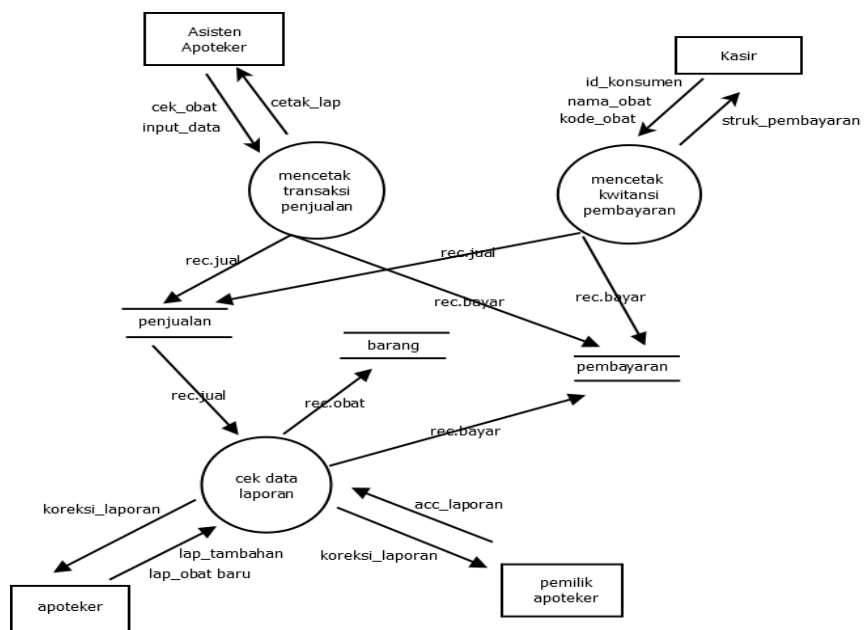 Asisten
Apoteker
Kasir
cek_obat
input_data
cetak_lap
id_konsumen
nama_obat
kode_obat
struk_pembayaran
mencetak
transaksi
penjualan
mencetak
kwitansi
pembayaran
rec.jual
rec.jual
rec.bayar
rec.bayar
penjualan
barang
pembayaran
rec.jual
rec.obat
rec.bayar
cek data
laporan
koreksi_laporan
acc_laporan
lap_tambahan
lap_obat baru
koreksi_laporan
apoteker
pemilik
apoteker